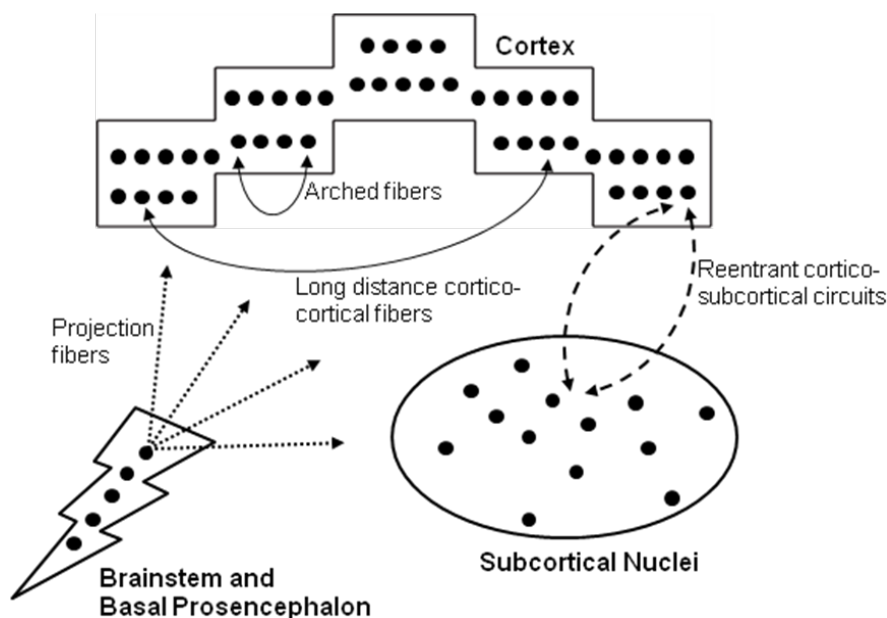 Cortex
Arched fibers
Long distance cortico-
cortical fibers
Reentrant cortico-
subcortical circuits
Projection
fibers
Subcortical Nuclei
Brainstem and
Basal Prosencephalon